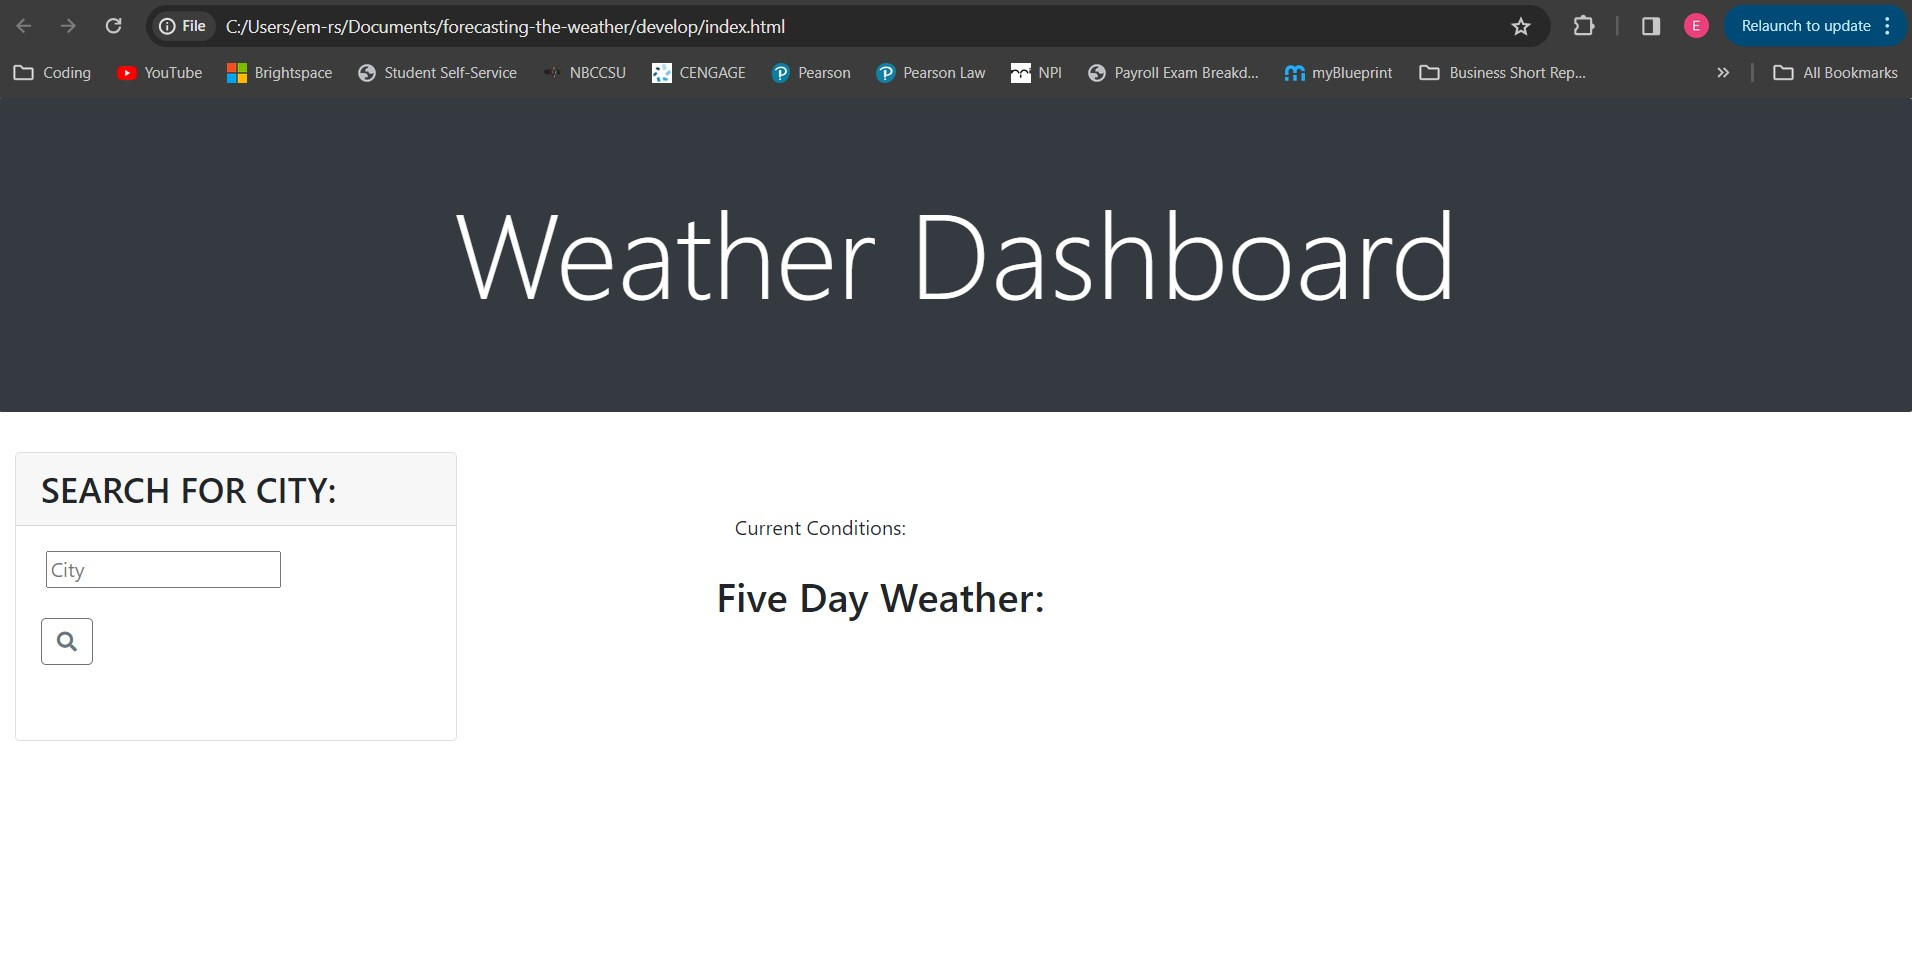 File C:/Users/em-rs/Documents/forecasting-the-weather/develop/index.html E Relaunch to update
Coding YouTube Brightspace Student Self-Service NBCCSU CENGAGE Pearson Pearson Law NPI Payroll Exam Breakd... myBlueprint Business Short Rep... » All Bookmarks
Weather Dashboard
SEARCH FOR CITY:
City
Current Conditions:
Five Day Weather: